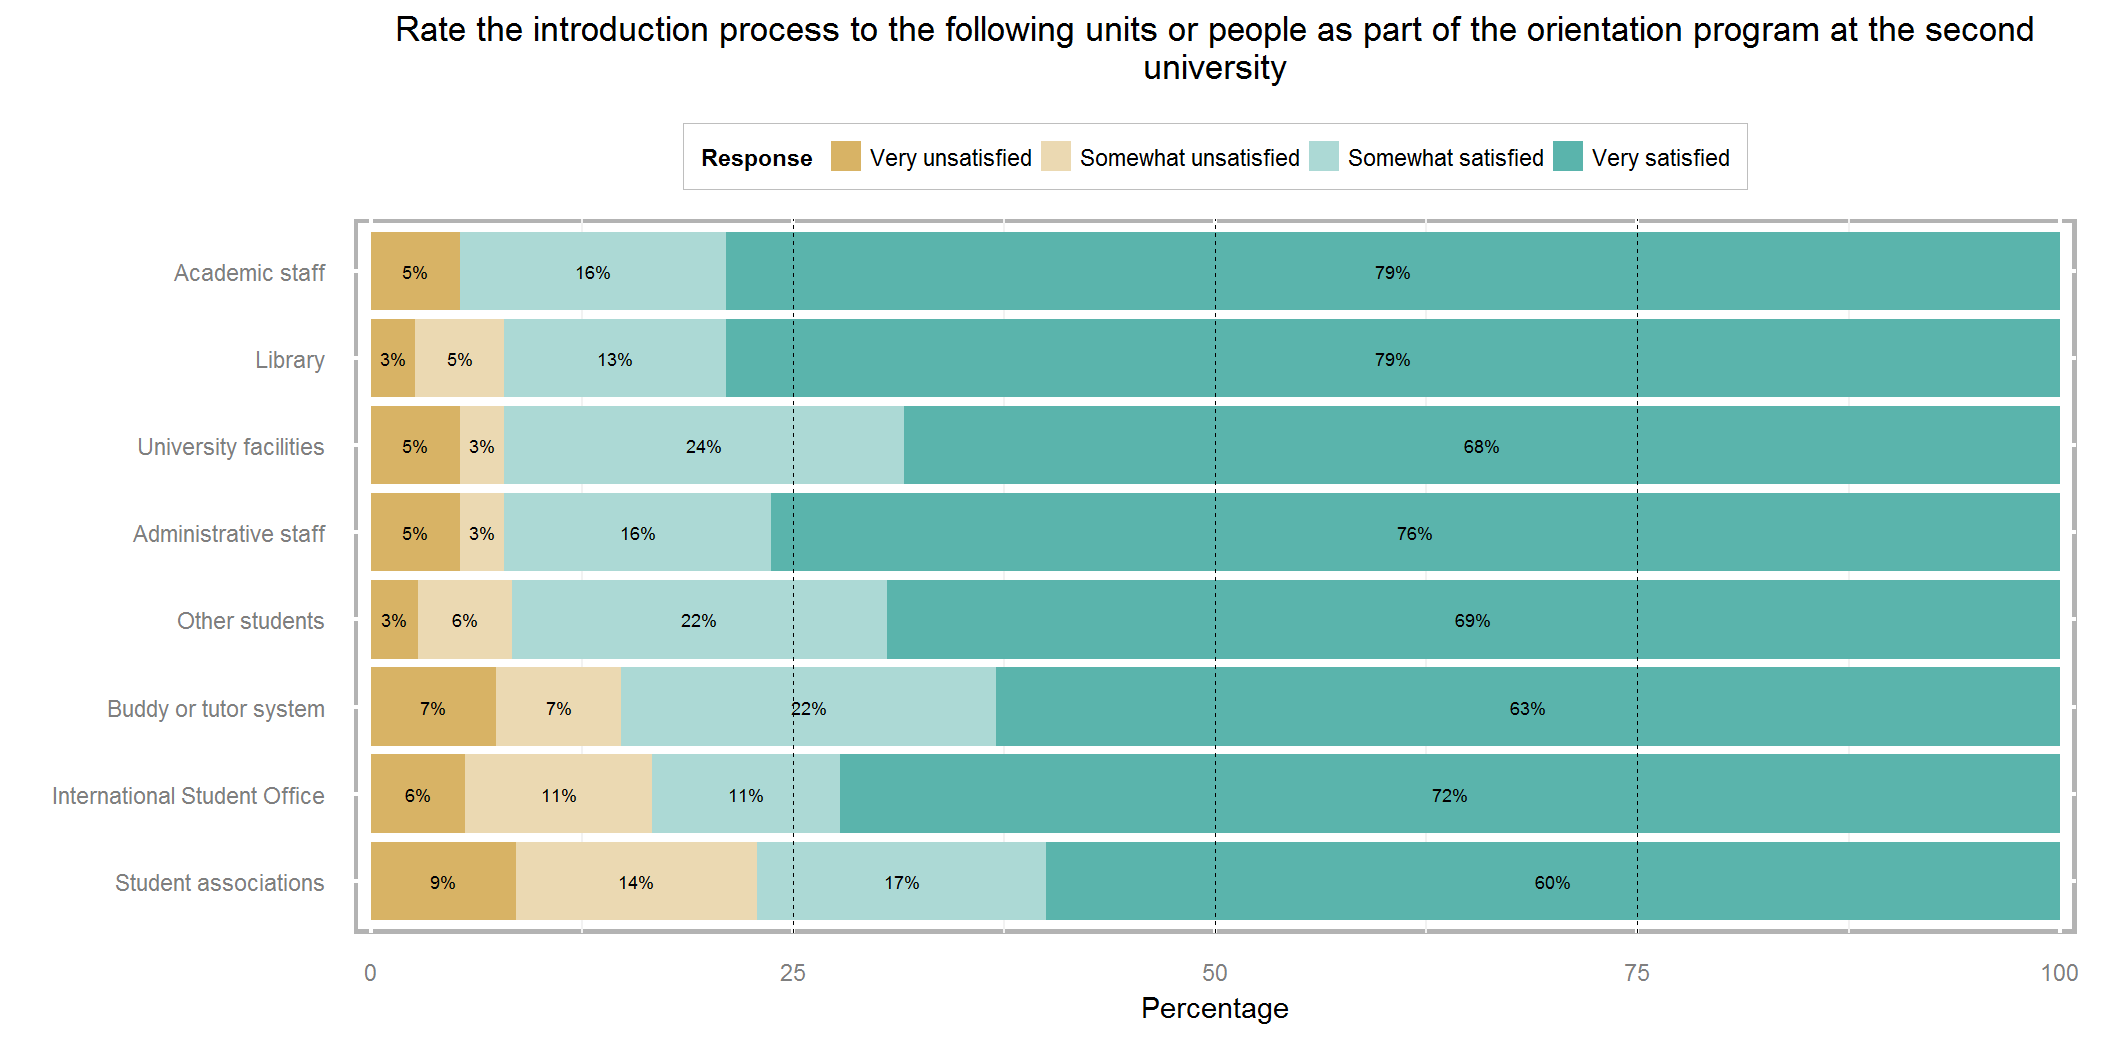 Rate the introduction process to the following units or people as part of the orientation program at the second
university
Response Very unsatisfied Somewhat unsatisfied Somewhat satisfied Very satisfied
Academic staff 5% 16% 79%
Library 3% 5% 13% 79%
University facilities 5% 3% 24% 68%
Administrative staff 5% 3% 16% 76%
Other students 3% 6% 22% 69%
Buddy or tutor system 7% 7% 22% 63%
International Student Office 6% 11% 11% 72%
Student associations 9% 14% 17% 60%
0 25 50 75 100
Percentage